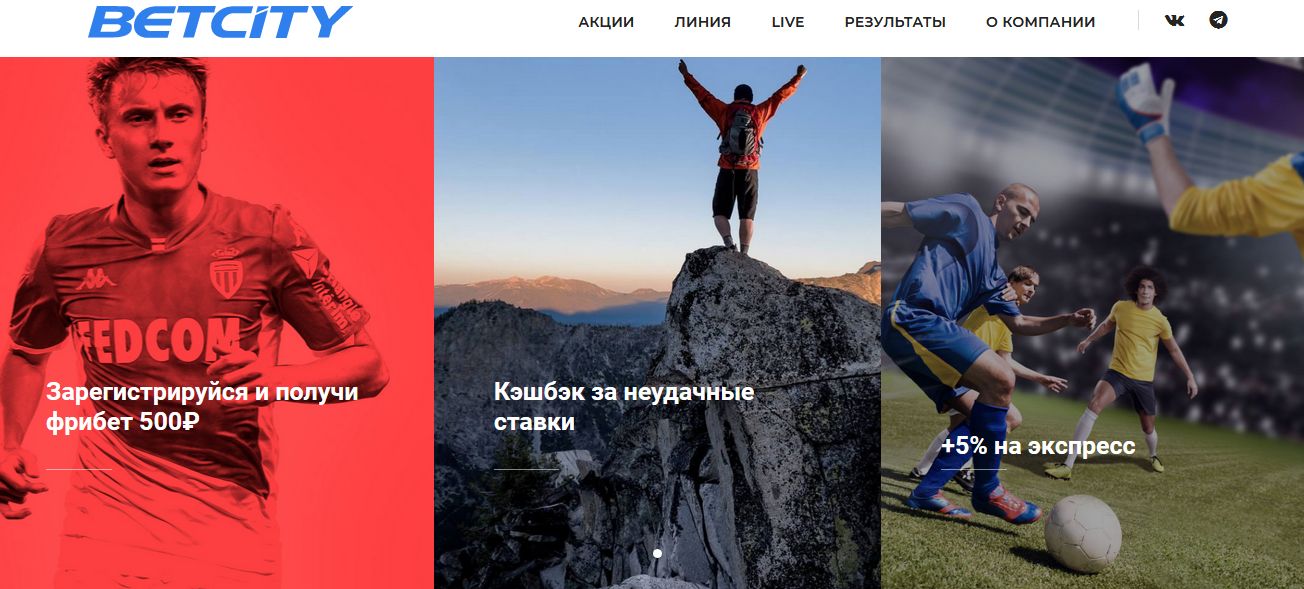 BETCITY
АКЦИИ
ЛИНИЯ
LIVE
РЕЗУЛЬТАТЫ
О КОМПАНИИ
FEDCOM
Зарегистрируйся и получи
фрибет 500₽
Кэшбэк за неудачные
ставки
+5% на экспресс